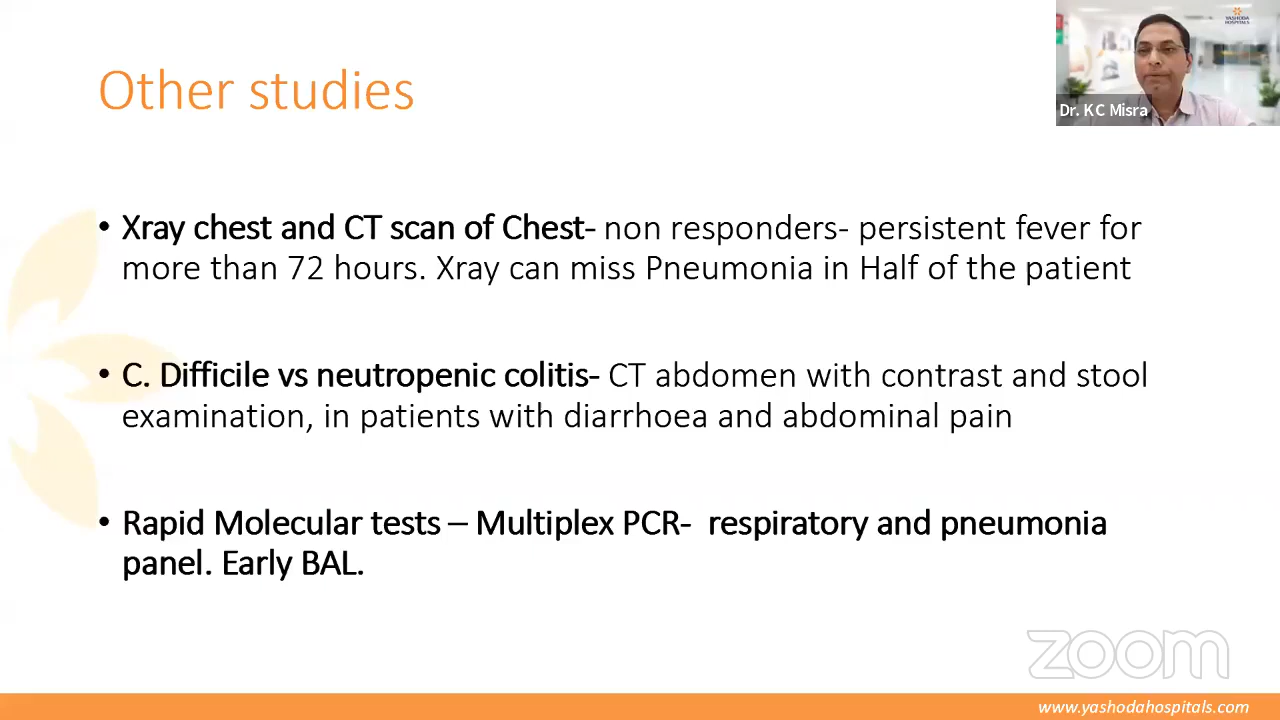 YASHODA
HOSPITALS
Dr. KC Misra
Other studies
• Xray chest and CT scan of Chest- non responders- persistent fever for
more than 72 hours. Xray can miss Pneumonia in Half of the patient
• C. Difficile vs neutropenic colitis- CT abdomen with contrast and stool
examination, in patients with diarrhoea and abdominal pain
• Rapid Molecular tests – Multiplex PCR- respiratory and pneumonia
panel. Early BAL.
zoom
www.yashodahospitals.com